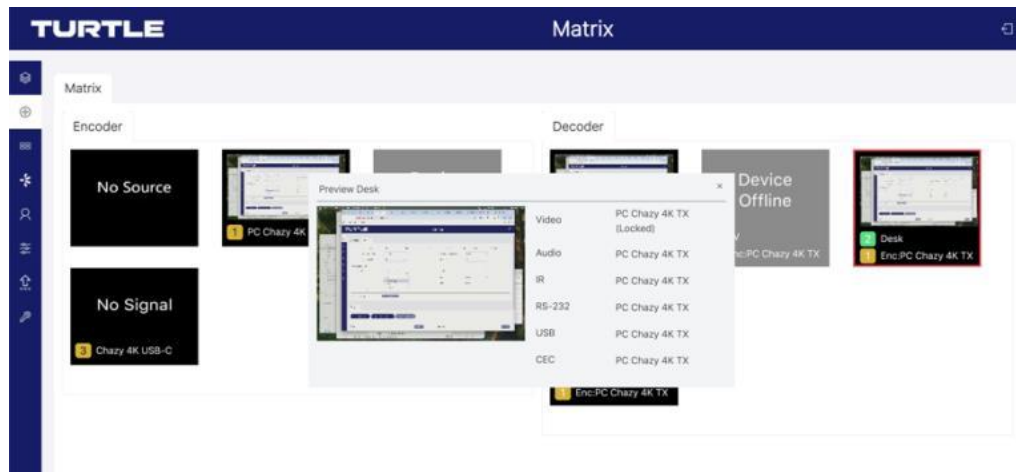 TURTLE
Matrix
Matrix
Encoder
Decoder
No Source
1 PC Chazy 4K
No Signal
3 Chazy 4K USB-C
Preview Desk
×
Video PC Chazy 4K TX
(Locked)
Audio PC Chazy 4K TX
IR PC Chazy 4K TX
RS-232 PC Chazy 4K TX
USB PC Chazy 4K TX
CEC PC Chazy 4K TX
Device
Offline
Enc:PC Chazy 4K TX
2 Desk
1 Enc:PC Chazy 4K TX
1 Enc:PC Chazy 4K TX